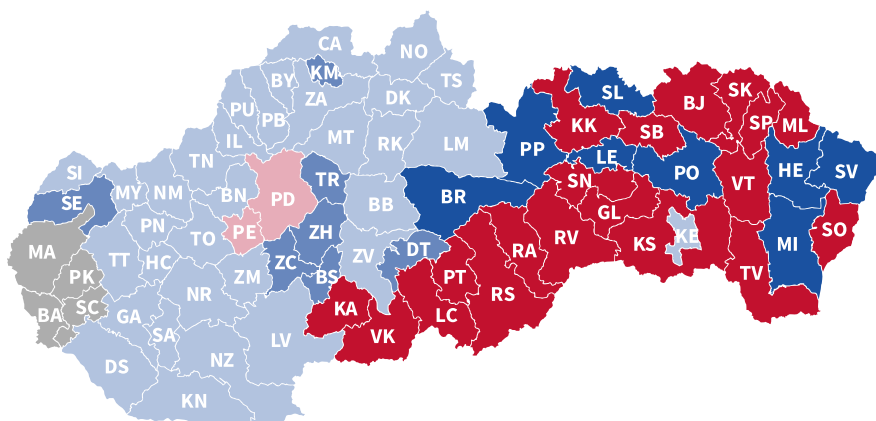 CA
NO
BY
KM
TS
ZA
DK
SL
BJ
SK
PU
PB
SP
ML
KK
SB
IL
MT
RK
LM
PP
LE
TN
PO
HE
SV
SI
TR
SN
VT
MY
NM
BN
PD
BR
SE
BB
GL
PN
PE
ZH
SO
TO
RV
KS
KE
MI
MA
DT
RA
TT
HC
ZC
ZV
PK
ZM
BS
PT
TV
NR
RS
SC
BA
GA
KA
LC
SA
VK
LV
DS
NZ
KN